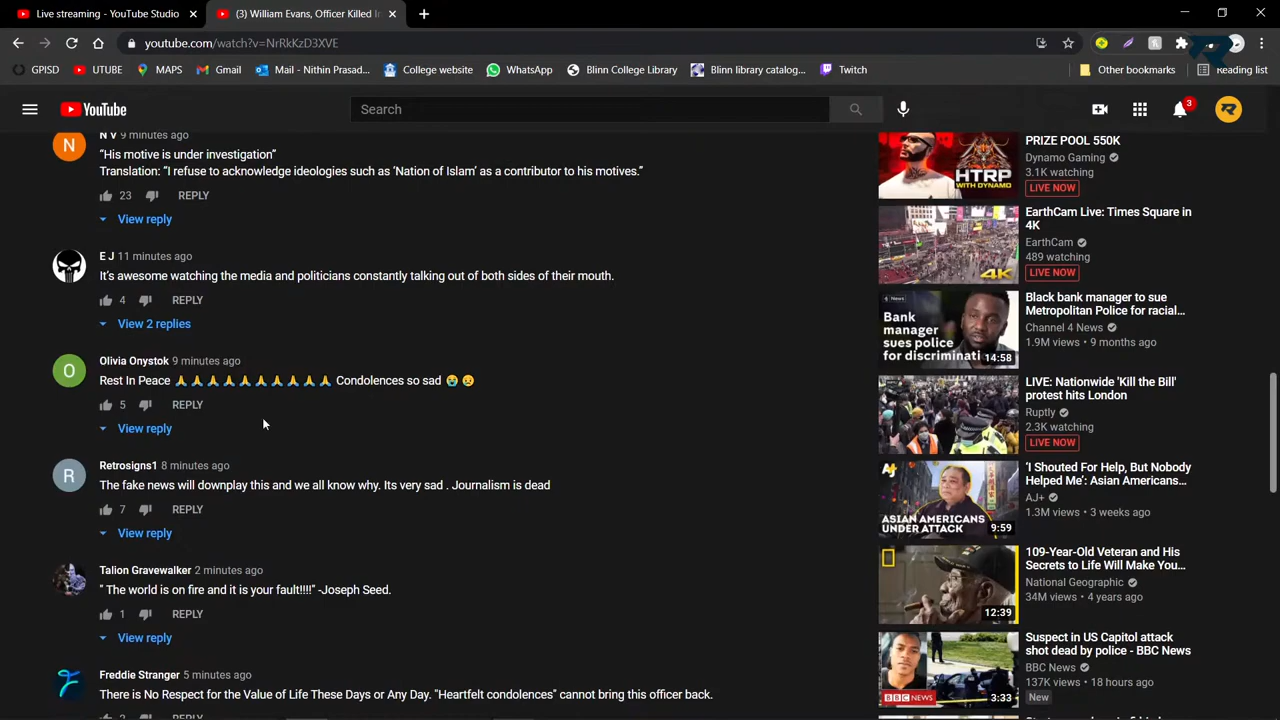 Live streaming - YouTube Studio
(3) William Evans, Officer Killed In
youtube.com/watch?v=NrRkKzD3XVE
GPISD
UTUBE
MAPS
Gmail
Mail - Nithin Prasad...
College website
WhatsApp
Blinn College Library
Blinn library catalog...
Twitch
Other bookmarks
Reading list
YouTube
Search
3
N V 9 minutes ago
“His motive is under investigation”
Translation: “I refuse to acknowledge ideologies such as ‘Nation of Islam’ as a contributor to his motives.”
23 REPLY
View reply
E J 11 minutes ago
It’s awesome watching the media and politicians constantly talking out of both sides of their mouth.
4 REPLY
View 2 replies
Olivia Onystok 9 minutes ago
O
Rest In Peace 🙏🙏🙏🙏🙏🙏🙏🙏🙏🙏 Condolences so sad 😭😢
5 REPLY
View reply
Retrosigns1 8 minutes ago
R
The fake news will downplay this and we all know why. Its very sad . Journalism is dead
7 REPLY
View reply
Talion Gravewalker 2 minutes ago
" The world is on fire and it is your fault!!!!" -Joseph Seed.
1 REPLY
View reply
Freddie Stranger 5 minutes ago
There is No Respect for the Value of Life These Days or Any Day. "Heartfelt condolences" cannot bring this officer back.
PRIZE POOL 550K
Dynamo Gaming
3.1K watching
LIVE NOW
HTRP
WITH DYNAMO
EarthCam Live: Times Square in
4K
EarthCam
489 watching
LIVE NOW
4K
Black bank manager to sue
Metropolitan Police for racial...
Channel 4 News
1.9M views • 9 months ago
News
Bank
manager
sues police
for discriminati
14:58
LIVE: Nationwide 'Kill the Bill'
protest hits London
Ruptly
2.3K watching
LIVE NOW
‘I Shouted For Help, But Nobody
Helped Me’: Asian Americans...
AJ+
1.3M views • 3 weeks ago
ASIAN AMERICANS
UNDER ATTACK
9:59
109-Year-Old Veteran and His
Secrets to Life Will Make You...
National Geographic
34M views • 4 years ago
12:39
Suspect in US Capitol attack
shot dead by police - BBC News
BBC News
137K views • 18 hours ago
New
BBC NEWS
3:33